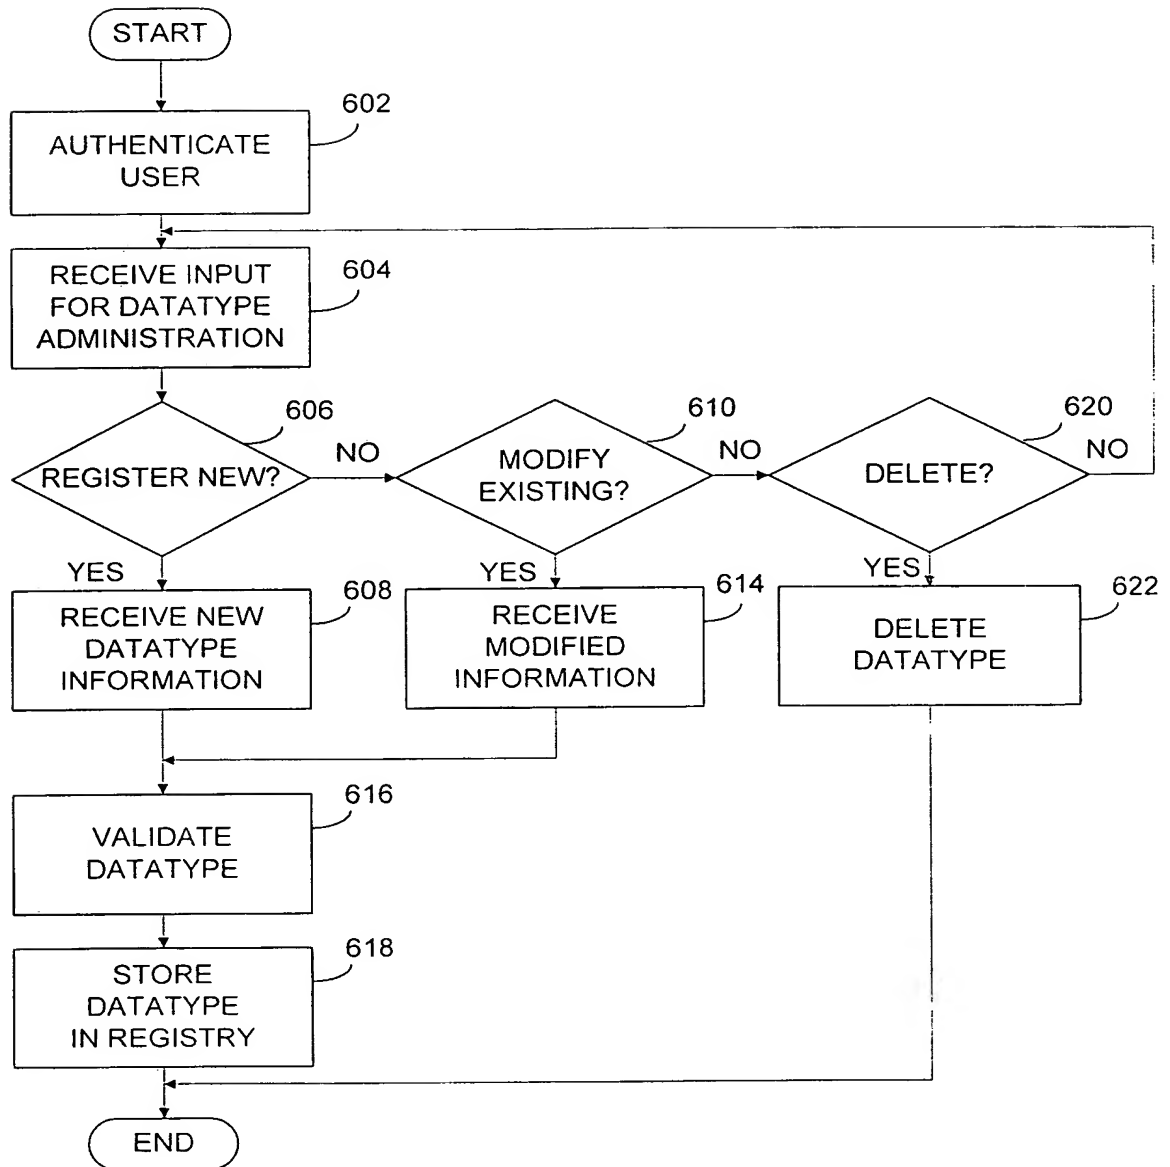 START
602
AUTHENTICATE
USER
604
RECEIVE INPUT
FOR DATATYPE
ADMINISTRATION
606
REGISTER NEW?
NO
610
MODIFY
EXISTING?
NO
620
DELETE?
NO
YES
608
RECEIVE NEW
DATATYPE
INFORMATION
YES
614
RECEIVE
MODIFIED
INFORMATION
YES
622
DELETE
DATATYPE
616
VALIDATE
DATATYPE
618
STORE
DATATYPE
IN REGISTRY
END